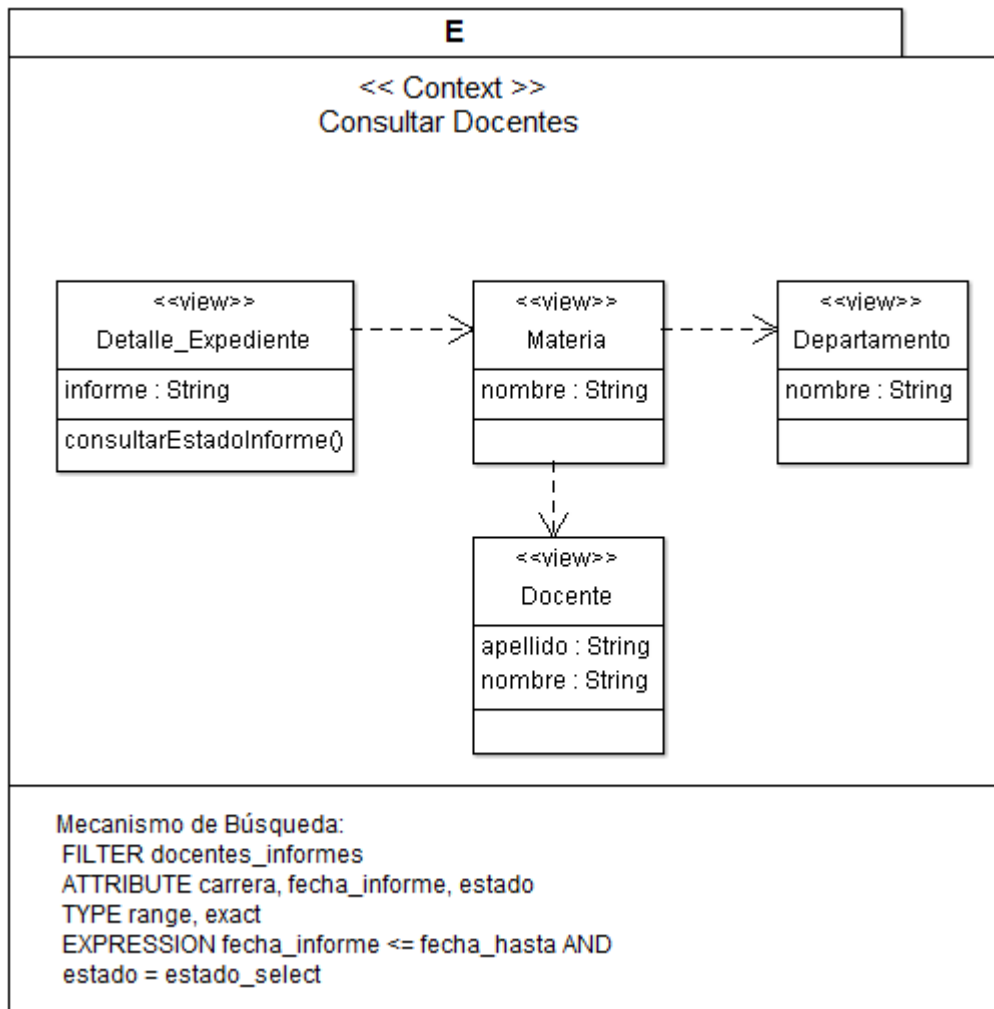 E
<< Context >>
Consultar Docentes
<<view>>
Detalle_Expediente
informe : String
consultarEstadoInforme()
<<view>>
Materia
nombre : String
<<view>>
Departamento
nombre : String
<<view>>
Docente
apellido : String
nombre : String
Mecanismo de Búsqueda:
FILTER docentes_informes
ATTRIBUTE carrera, fecha_informe, estado
TYPE range, exact
EXPRESSION fecha_informe <= fecha_hasta AND
estado = estado_select